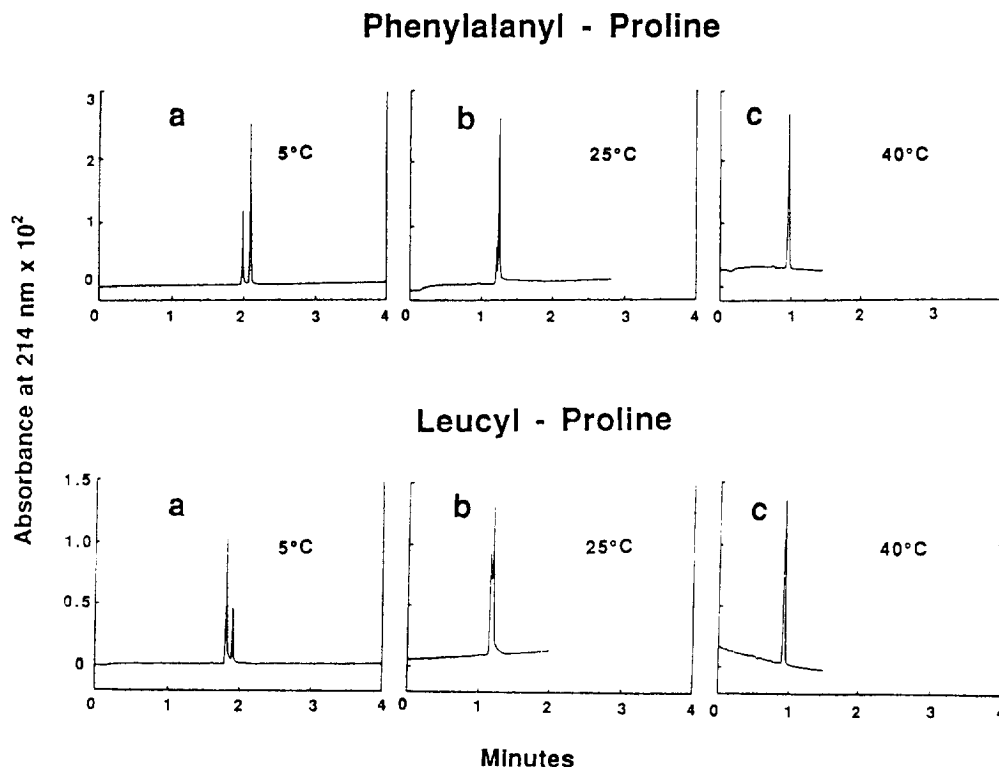 Phenylalanyl - Proline
a
5°C
b
25°C
c
40°C
3
2
1
0
0 1 2 3 4
0 1 2 3 4
0 1 2 3
Absorbance at 214 nm x 10²
Leucyl - Proline
a
5°C
b
25°C
c
40°C
1.5
1.0
0.5
0
0 1 2 3 4
0 1 2 3 4
0 1 2 3 4
Minutes